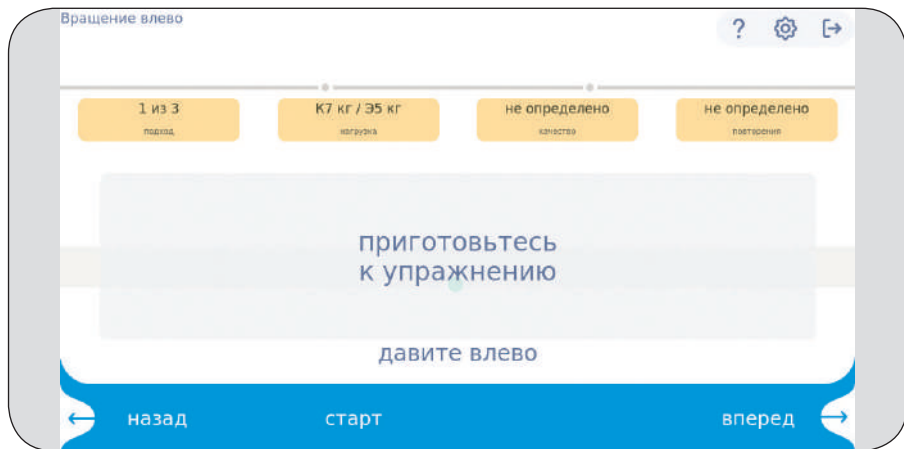 Вращение влево
?
1 из 3
подход
К7 кг / Э5 кг
нагрузка
не определено
качество
не определено
повторения
приготовьтесь
к упражнению
давите влево
назад
старт
вперед